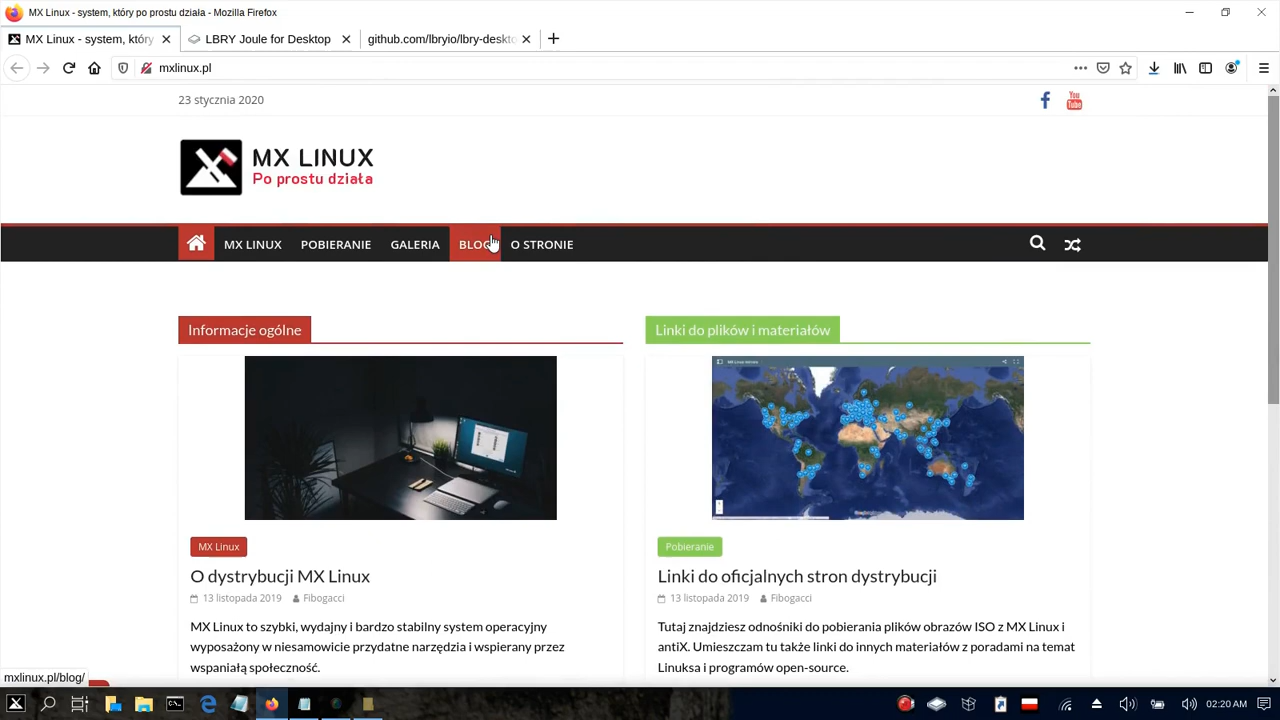 MX Linux - system, który po prostu działa - Mozilla Firefox
MX Linux - system, który
LBRY Joule for Desktop
github.com/lbryio/lbry-deskto
mxlinux.pl
23 stycznia 2020
You
Tube
MX LINUX
Po prostu działa
MX LINUX
POBIERANIE
GALERIA
BLOG
O STRONIE
Informacje ogólne
MX Linux
O dystrybucji MX Linux
13 listopada 2019
Fibogacci
MX Linux to szybki, wydajny i bardzo stabilny system operacyjny
wyposażony w niesamowicie przydatne narzędzia i wspierany przez
wspaniałą społeczność.
Linki do plików i materiałów
Pobieranie
Linki do oficjalnych stron dystrybucji
13 listopada 2019
Fibogacci
Tutaj znajdziesz odnośniki do pobierania plików obrazów ISO z MX Linux i
antiX. Umieszczam tu także linki do innych materiałów z poradami na temat
Linuksa i programów open-source.
mxlinux.pl/blog/
02:20 AM